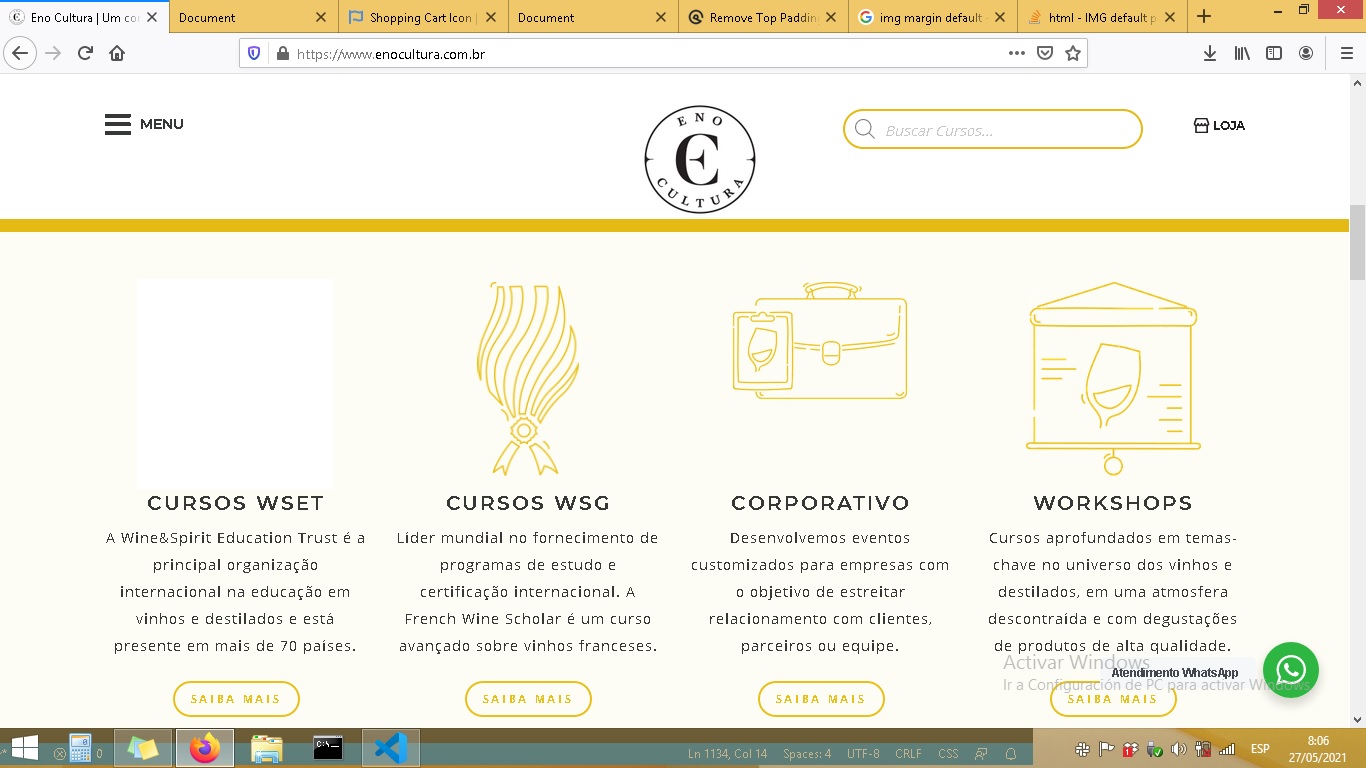 Eno Cultura | Um co
Document
Shopping Cart Icon |
Document
Remove Top Paddin
img margin default -
html - IMG default p
https://www.enocultura.com.br
MENU
ENO
E
CULTURA
Buscar Cursos...
LOJA
CURSOS WSET
A Wine&Spirit Education Trust é a
principal organização
internacional na educação em
vinhos e destilados e está
presente em mais de 70 países.
SAIBA MAIS
CURSOS WSG
Líder mundial no fornecimento de
programas de estudo e
certificação internacional. A
French Wine Scholar é um curso
avançado sobre vinhos franceses.
SAIBA MAIS
CORPORATIVO
Desenvolvemos eventos
customizados para empresas com
o objetivo de estreitar
relacionamento com clientes,
parceiros ou equipe.
SAIBA MAIS
WORKSHOPS
Cursos aprofundados em temas-
chave no universo dos vinhos e
destilados, em uma atmosfera
descontraída e com degustações
de produtos de alta qualidade.
SAIBA MAIS
Activar Windows
Ir a Configuración de PC para activar Windows
Atendimento WhatsApp
0
C:\
Ln 1134, Col 14
Spaces: 4
UTF-8
CRLF
CSS
ESP
8:06
27/05/2021